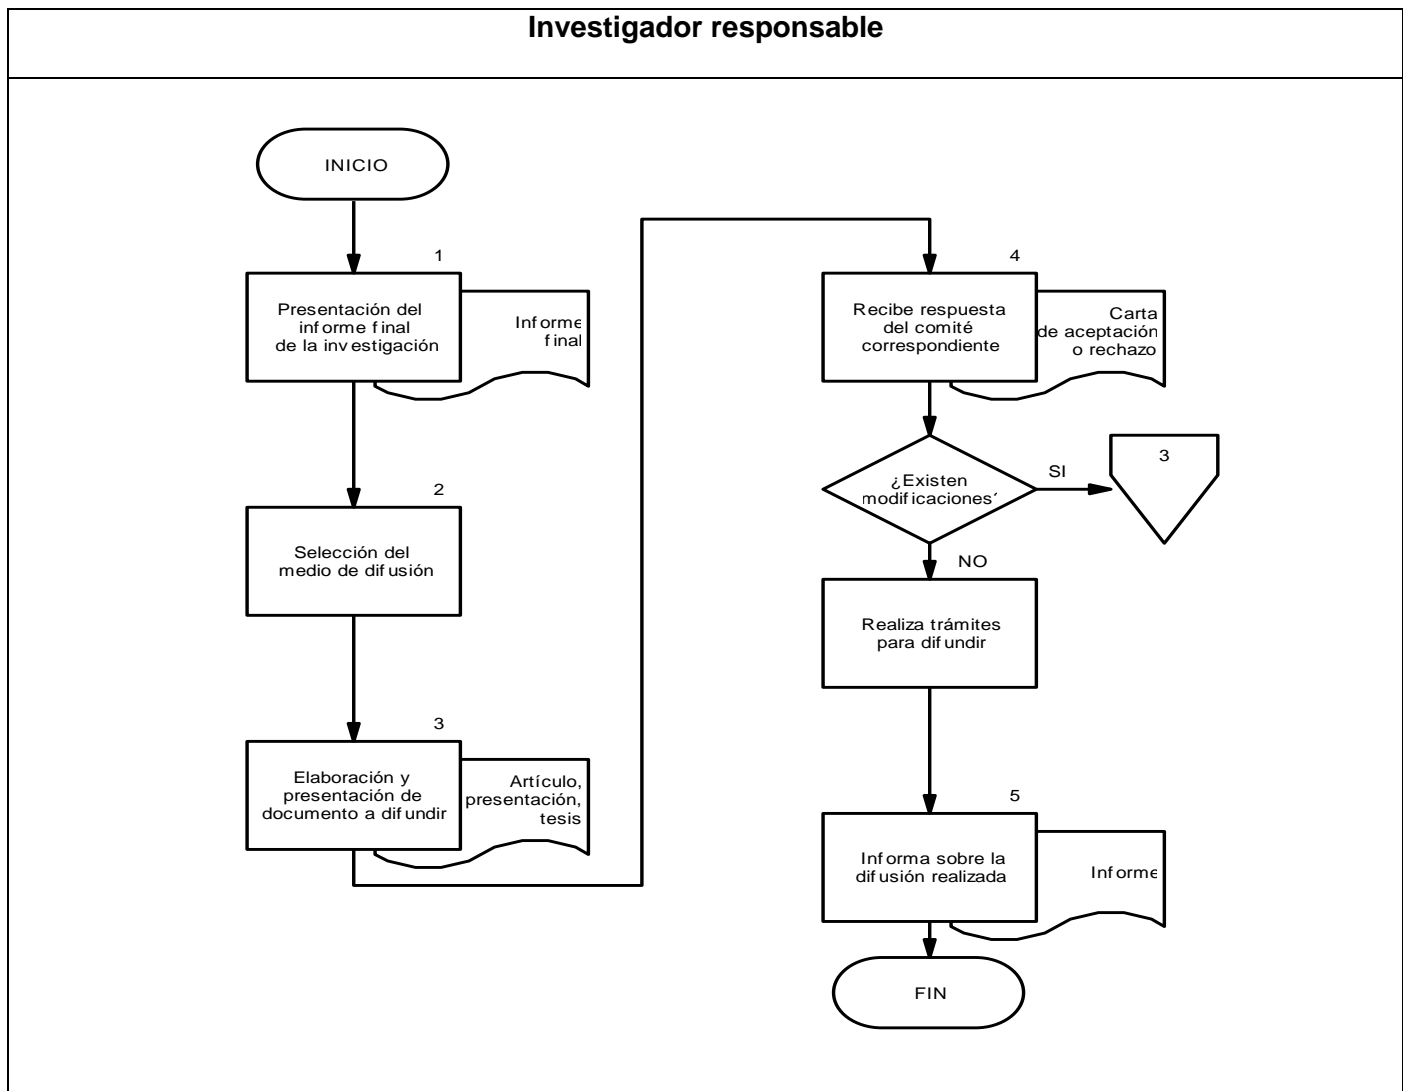 Investigador responsable
INICIO
1
Presentación del
informe final
de la investigación
Informe
final
2
Selección del
medio de difusión
3
Elaboración y
presentación de
documento a difundir
Artículo,
presentación,
tesis
4
Recibe respuesta
del comité
correspondiente
Carta
de aceptación
o rechazo
¿Existen
modificaciones?
SI
3
NO
Realiza trámites
para difundir
5
Informa sobre la
difusión realizada
Informe
FIN